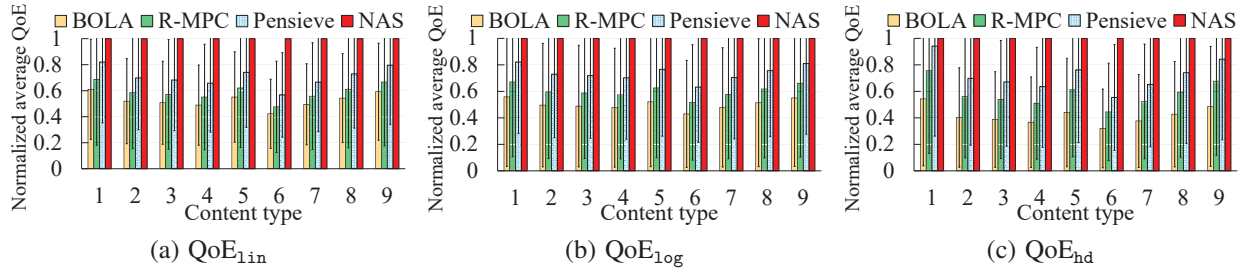 BOLA R-MPC Pensieve NAS
Normalized average QoE
1
0.8
0.6
0.4
0.2
0
1 2 3 4 5 6 7 8 9
Content type
(a) QoElin
BOLA R-MPC Pensieve NAS
Normalized average QoE
1
0.8
0.6
0.4
0.2
0
1 2 3 4 5 6 7 8 9
Content type
(b) QoElog
BOLA R-MPC Pensieve NAS
Normalized average QoE
1
0.8
0.6
0.4
0.2
0
1 2 3 4 5 6 7 8 9
Content type
(c) QoEhd